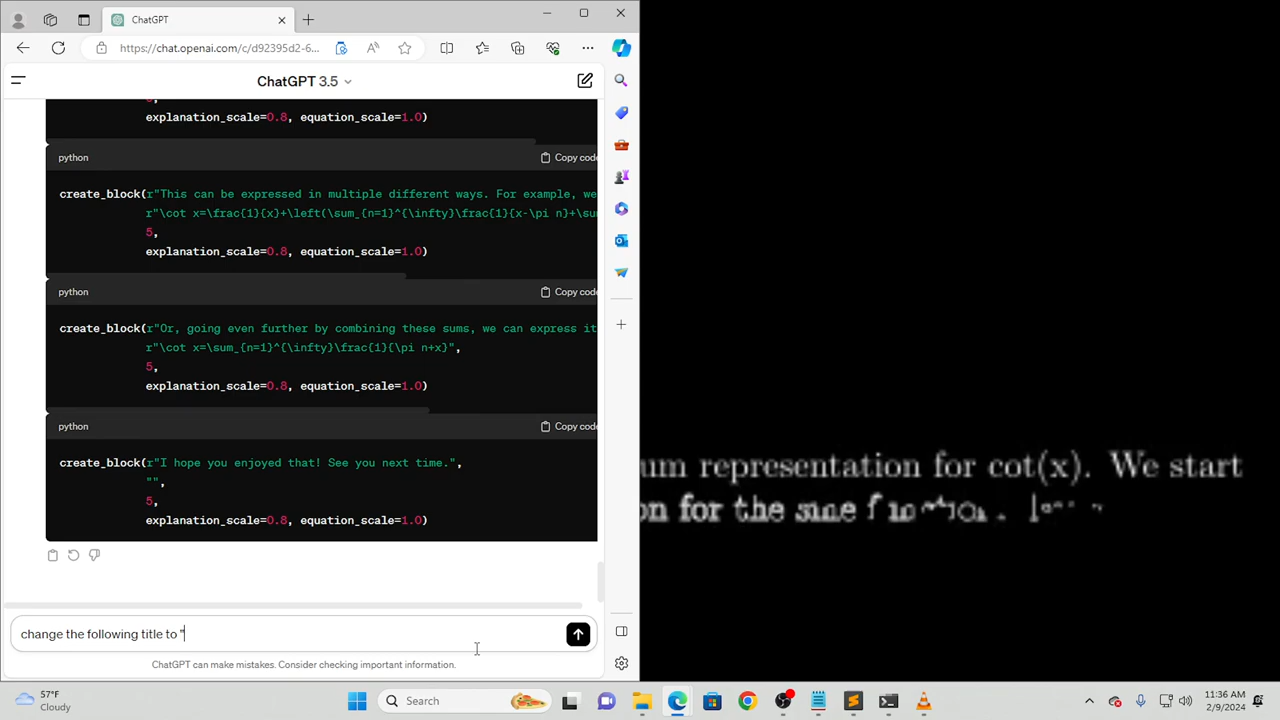 ChatGPT
https://chat.openai.com/c/d92395d2-6...
ChatGPT 3.5
explanation_scale=0.8, equation_scale=1.0)
python
Copy code
create_block(r"This can be expressed in multiple different ways. For example, we
r"\cot x=\frac{1}{x}+\left(\sum_{n=1}^{\infty}\frac{1}{x-\pi n}+\su
5,
explanation_scale=0.8, equation_scale=1.0)
python
Copy code
create_block(r"Or, going even further by combining these sums, we can express it
r"\cot x=\sum_{n=1}^{\infty}\frac{1}{\pi n+x}",
5,
explanation_scale=0.8, equation_scale=1.0)
python
Copy code
create_block(r"I hope you enjoyed that! See you next time.",
"",
5,
explanation_scale=0.8, equation_scale=1.0)
change the following title to "
ChatGPT can make mistakes. Consider checking important information.
um representation for cot(x). We start
on for the sine
57°F
Cloudy
Search
11:36 AM
2/9/2024